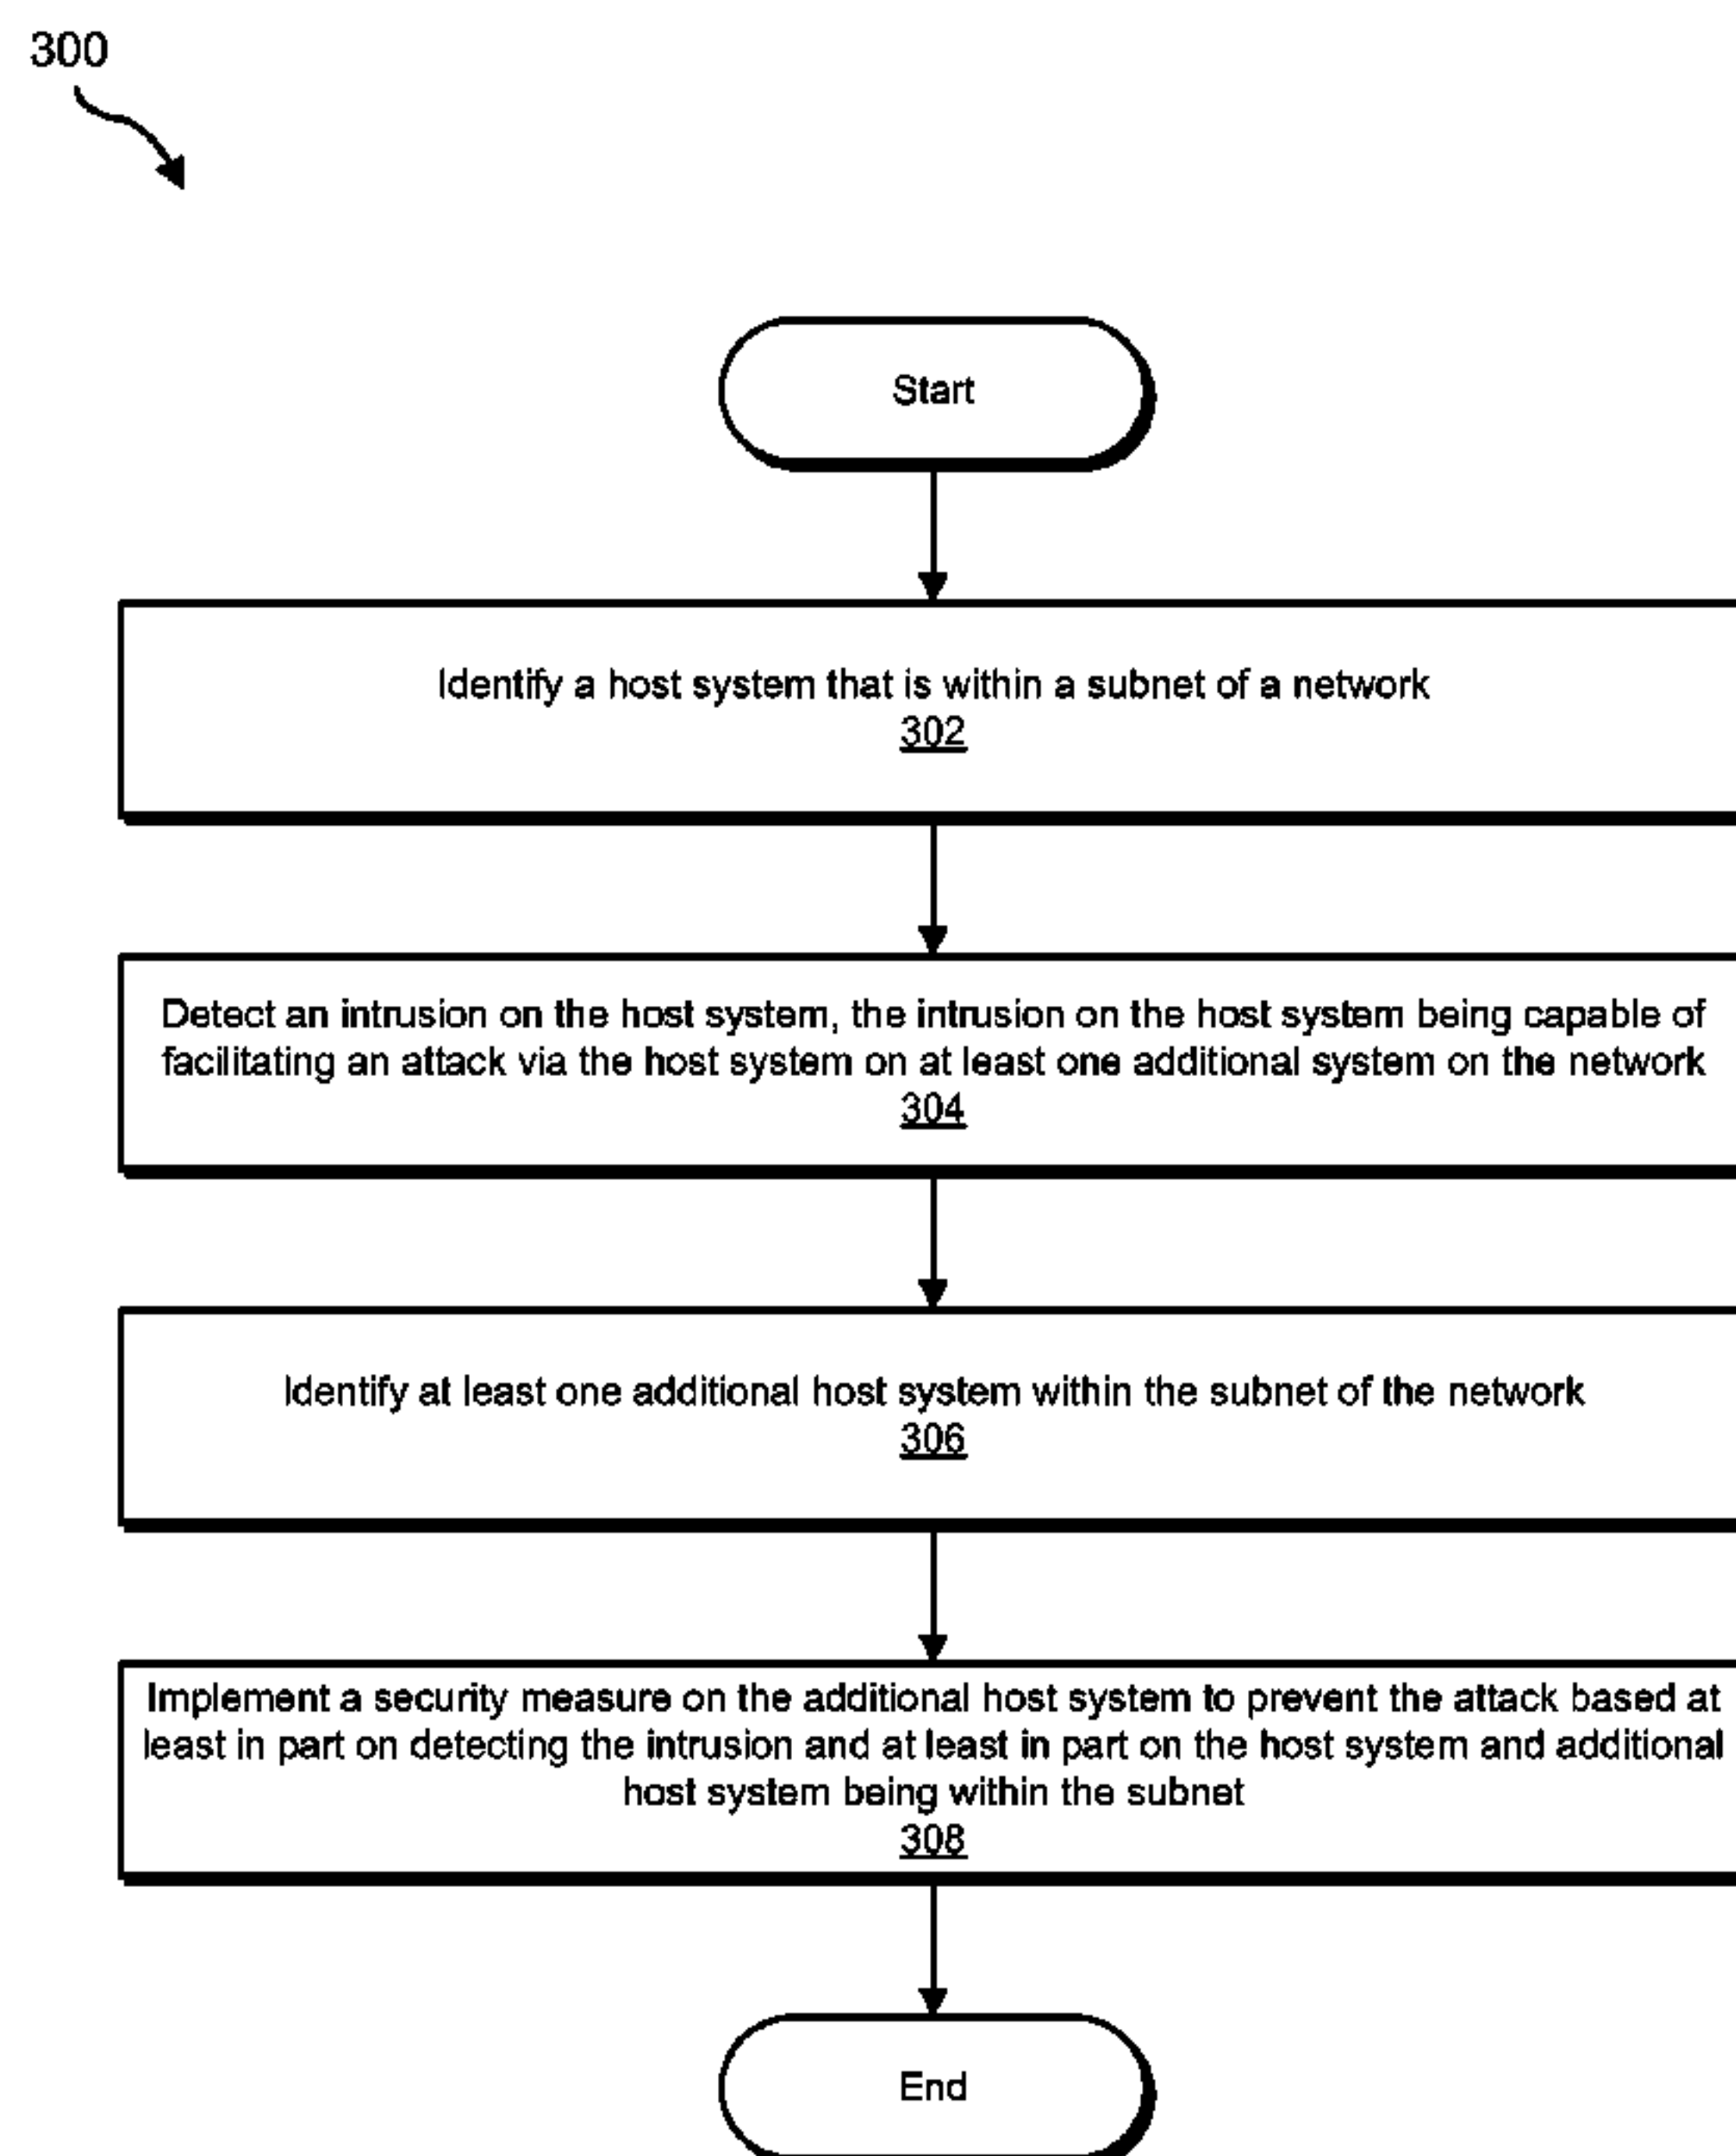 300
Start
Identify a host system that is within a subnet of a network
302
Detect an intrusion on the host system, the intrusion on the host system being capable of
facilitating an attack via the host system on at least one additional system on the network
304
Identify at least one additional host system within the subnet of the network
306
Implement a security measure on the additional host system to prevent the attack based at
least in part on detecting the intrusion and at least in part on the host system and additional
host system being within the subnet
308
End